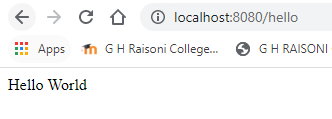 localhost:8080/hello
Apps G H Raisoni College... G H RAISONI
Hello World